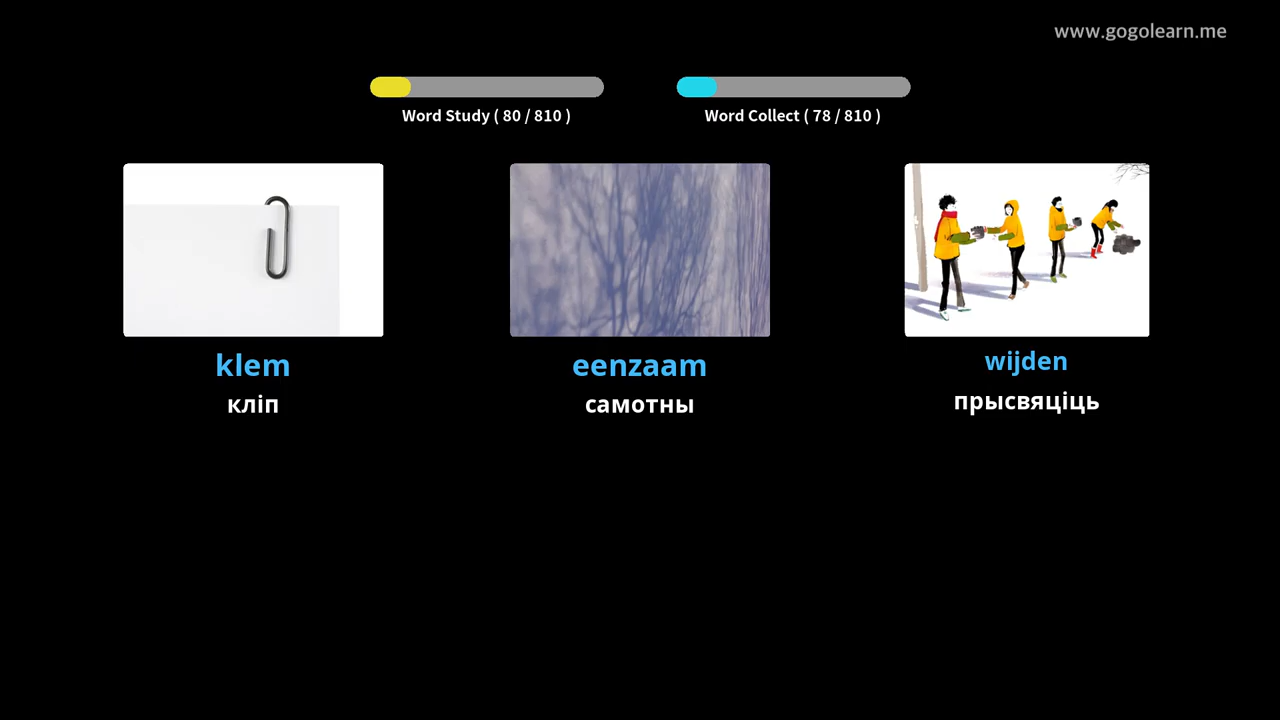 www.gogolearn.me
Word Study ( 80 / 810 )
Word Collect ( 78 / 810 )
klem
кліп
eenzaam
самотны
wijden
прысвяціць